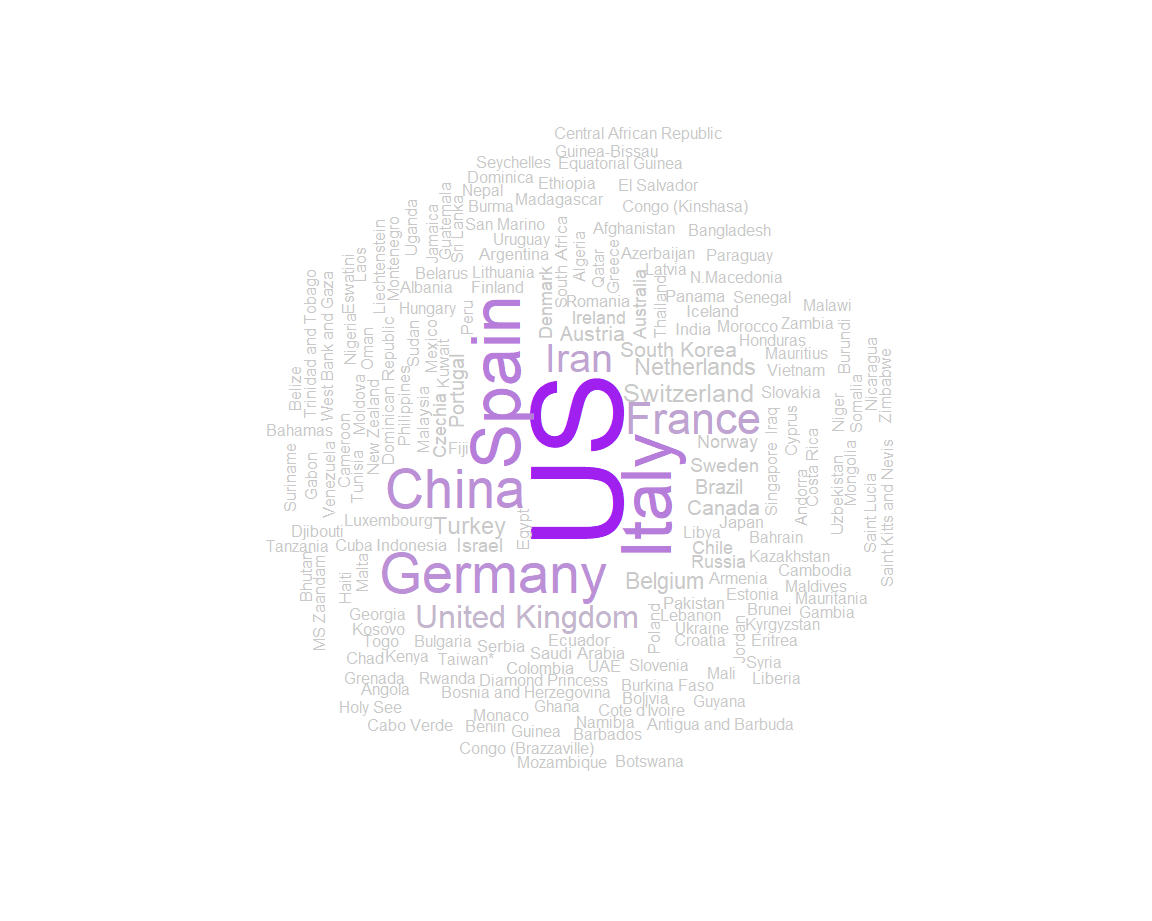 Central African Republic
Guinea-Bissau
Seychelles
Equatorial Guinea
Dominica
Ethiopia
El Salvador
Nepal
Madagascar
Burma
Congo (Kinshasa)
San Marino
Afghanistan
Bangladesh
Uruguay
Argentina
Azerbaijan
Paraguay
Belarus
Lithuania
Latvia
N.Macedonia
Albania
Finland
Romania
Panama
Senegal
Hungary
Ireland
Iceland
Malawi
Austria
India
Morocco
Zambia
Honduras
Iran
South Korea
Mauritius
Netherlands
Vietnam
Switzerland
Slovakia
France
Uganda
Jamaica
Guatemala
Sri Lanka
South Africa
Algeria
Qatar
Greece
Liechtenstein
Montenegro
Laos
Eswatini
Trinidad and Tobago
West Bank and Gaza
Nigeria
Oman
Dominican Republic
Sudan
Mexico
Kuwait
Peru
Spain
Denmark
Australia
Thailand
Burundi
Nicaragua
Zimbabwe
Belize
Moldova
New Zealand
Philippines
Malaysia
Czechia
Portugal
US
Italy
Niger
Somalia
Iraq
Cyprus
Bahamas
Fiji
Norway
Sweden
Brazil
Canada
China
Suriname
Gabon
Venezuela
Cameroon
Tunisia
Singapore
Andorra
Costa Rica
Uzbekistan
Mongolia
Saint Lucia
Saint Kitts and Nevis
Luxembourg
Turkey
Egypt
Japan
Djibouti
Libya
Bahrain
Tanzania
Cuba
Indonesia
Israel
Chile
Russia
Kazakhstan
Bhutan
MS Zaandam
Haiti
Malta
Germany
Belgium
Armenia
Cambodia
Maldives
Estonia
Mauritania
Georgia
United Kingdom
Pakistan
Lebanon
Brunei
Gambia
Kosovo
Poland
Ukraine
Kyrgyzstan
Togo
Bulgaria
Serbia
Ecuador
Croatia
Jordan
Eritrea
Chad
Kenya
Taiwan*
Saudi Arabia
Colombia
UAE
Slovenia
Syria
Grenada
Rwanda
Diamond Princess
Mali
Liberia
Angola
Bosnia and Herzegovina
Burkina Faso
Bolivia
Holy See
Ghana
Guyana
Monaco
Cote d'Ivoire
Cabo Verde
Benin
Guinea
Namibia
Antigua and Barbuda
Barbados
Congo (Brazzaville)
Mozambique
Botswana